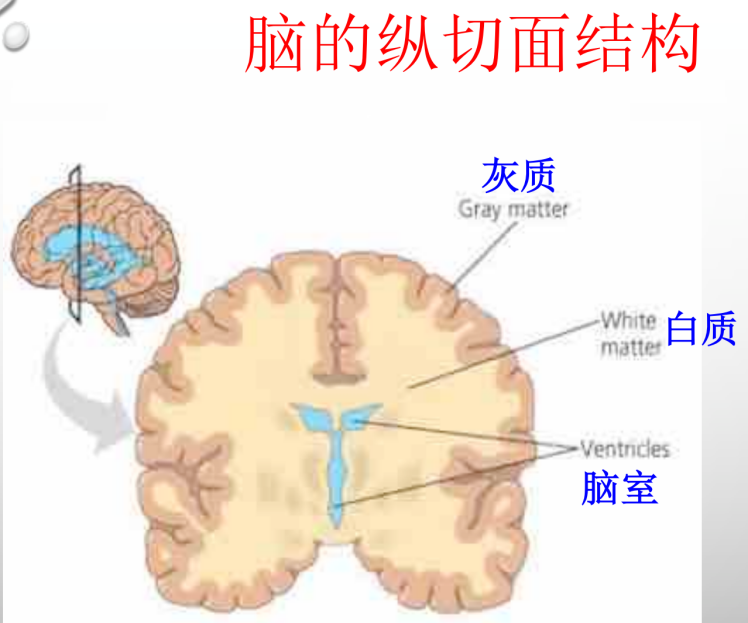 脑的纵切面结构
灰质
Gray matter
White
matter
白质
Ventricles
脑室